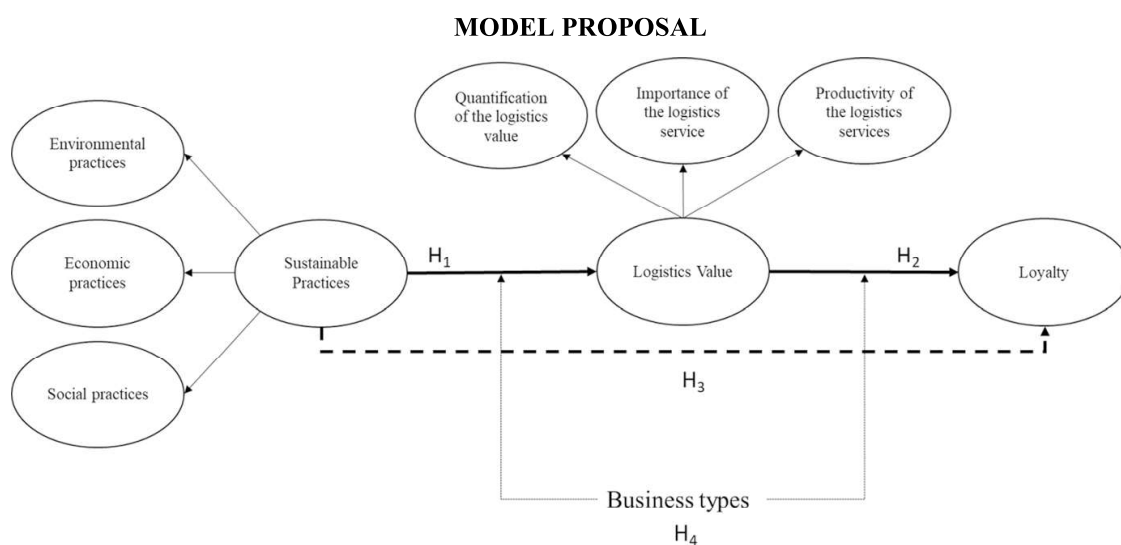 MODEL PROPOSAL
Quantification
of the logistics
value
Importance of
the logistics
service
Productivity of
the logistics
services
Environmental
practices
Economic
practices
Social practices
Sustainable
Practices
H₁
Logistics Value
H₂
Loyalty
H₃
Business types
H₄